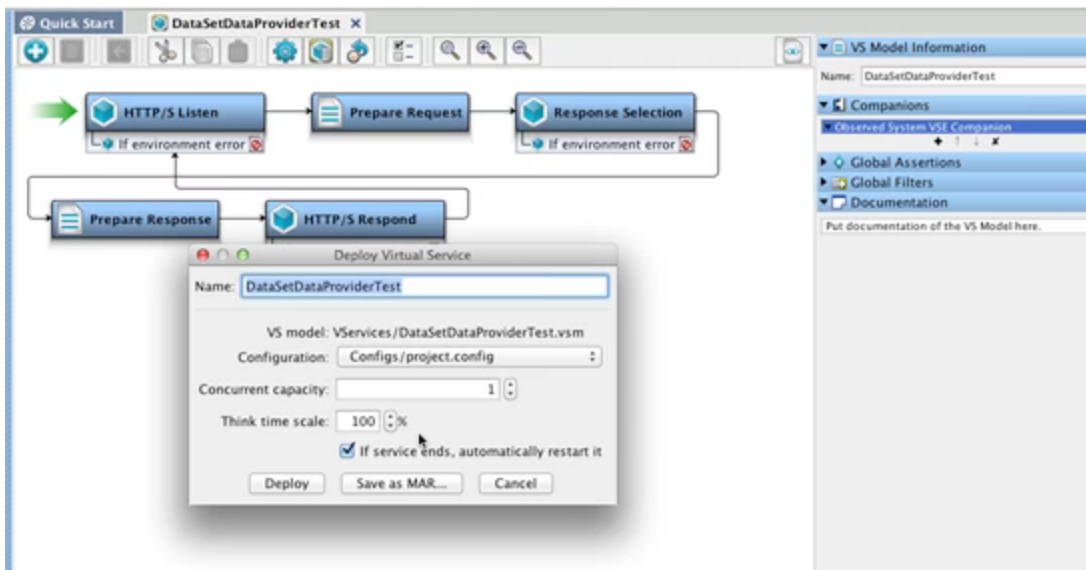 Quick Start
DataSetDataProviderTest X
VS Model Information
Name: DataSetDataProviderTest
Companions
Observed System VSE Companion
Global Assertions
Global Filters
Documentation
Put documentation of the VS Model here.
HTTP/S Listen
If environment error
Prepare Request
Response Selection
If environment error
Prepare Response
HTTP/S Respond
Deploy Virtual Service
Name: DataSetDataProviderTest
VS model: VServices/DataSetDataProviderTest.vsm
Configuration: Configs/project.config
Concurrent capacity: 1
Think time scale: 100 %
If service ends, automatically restart it
Deploy Save as MAR... Cancel